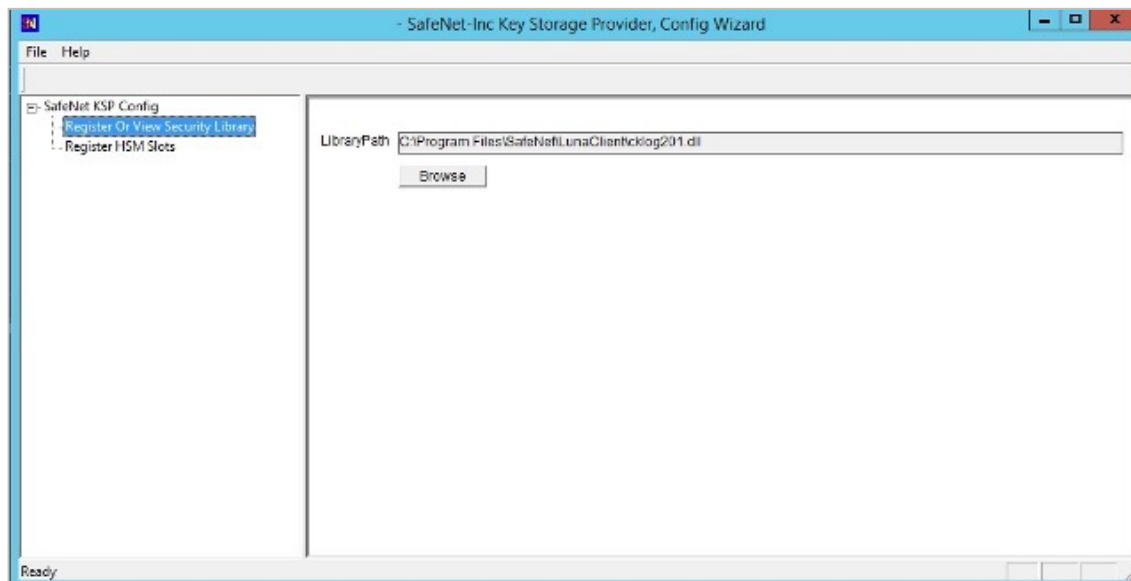 - SafeNet-Inc Key Storage Provider, Config Wizard
File Help
SafeNet KSP Config
Register Or View Security Library
Register HSM Slots
LibraryPath C:\Program Files\SafeNet\LunaClient\cklog201.dll
Browse
Ready